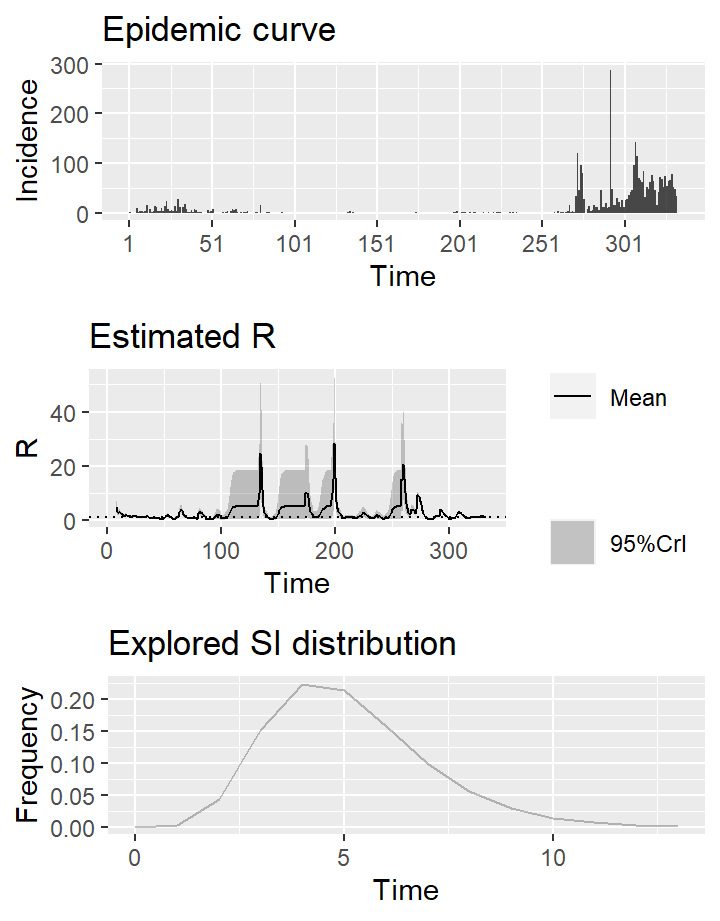 Epidemic curve
300
200
100
0
Incidence
1 51 101 151 201 251 301
Time
Estimated R
40
20
0
R
0 100 200 300
Time
Mean
95%CrI
Explored SI distribution
0.20
0.15
0.10
0.05
0.00
Frequency
0 5 10
Time